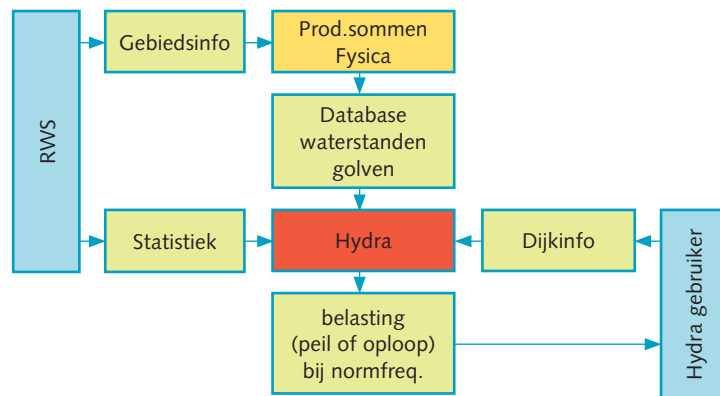 RWS
Gebiedsinfo
Prod.sommen
Fysica
Database
waterstanden
golven
Statistiek
Hydra
Dijkinfo
Hydra gebruiker
belasting
(peil of oploop)
bij normfreq.